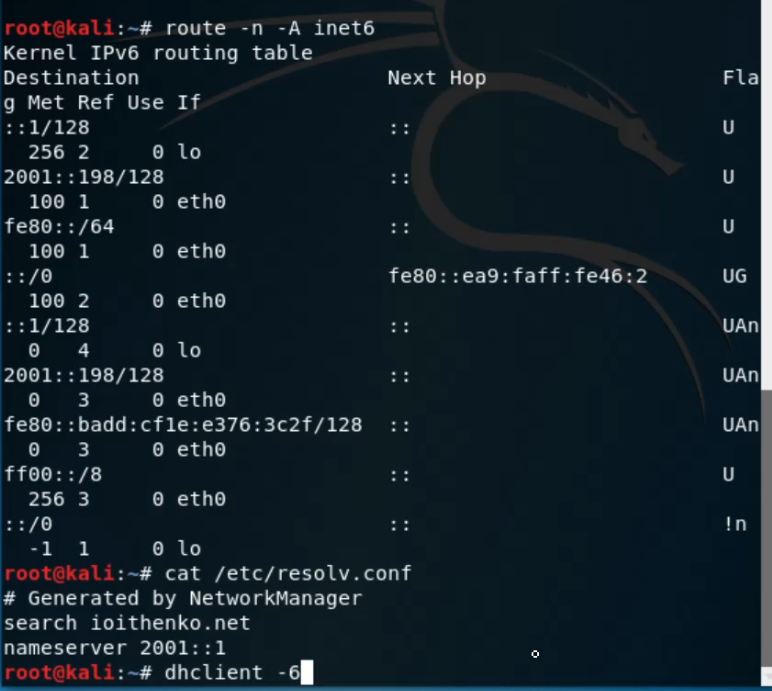 root@kali:~# route -n -A inet6
Kernel IPv6 routing table
Destination Next Hop Fla
g Met Ref Use If
::1/128 :: U
256 2 0 lo
2001::198/128 :: U
100 1 0 eth0
fe80::/64 :: U
100 1 0 eth0
::/0 fe80::ea9:faff:fe46:2 UG
100 2 0 eth0
::1/128 :: UAn
0 4 0 lo
2001::198/128 :: UAn
0 3 0 eth0
fe80::badd:cf1e:e376:3c2f/128 :: UAn
0 3 0 eth0
ff00::/8 :: U
256 3 0 eth0
::/0 :: !n
-1 1 0 lo
root@kali:~# cat /etc/resolv.conf
# Generated by NetworkManager
search ioithenko.net
nameserver 2001::1
root@kali:~# dhclient -6